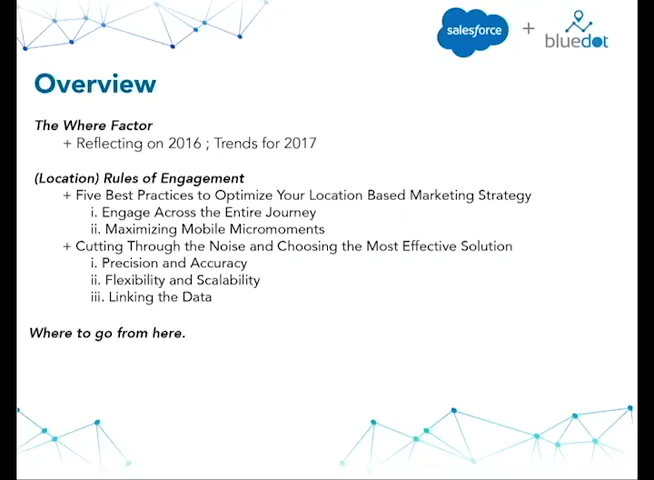 salesforce + bluedot
Overview
The Where Factor
+ Reflecting on 2016 ; Trends for 2017
(Location) Rules of Engagement
+ Five Best Practices to Optimize Your Location Based Marketing Strategy
i. Engage Across the Entire Journey
ii. Maximizing Mobile Micromoments
+ Cutting Through the Noise and Choosing the Most Effective Solution
i. Precision and Accuracy
ii. Flexibility and Scalability
iii. Linking the Data
Where to go from here.